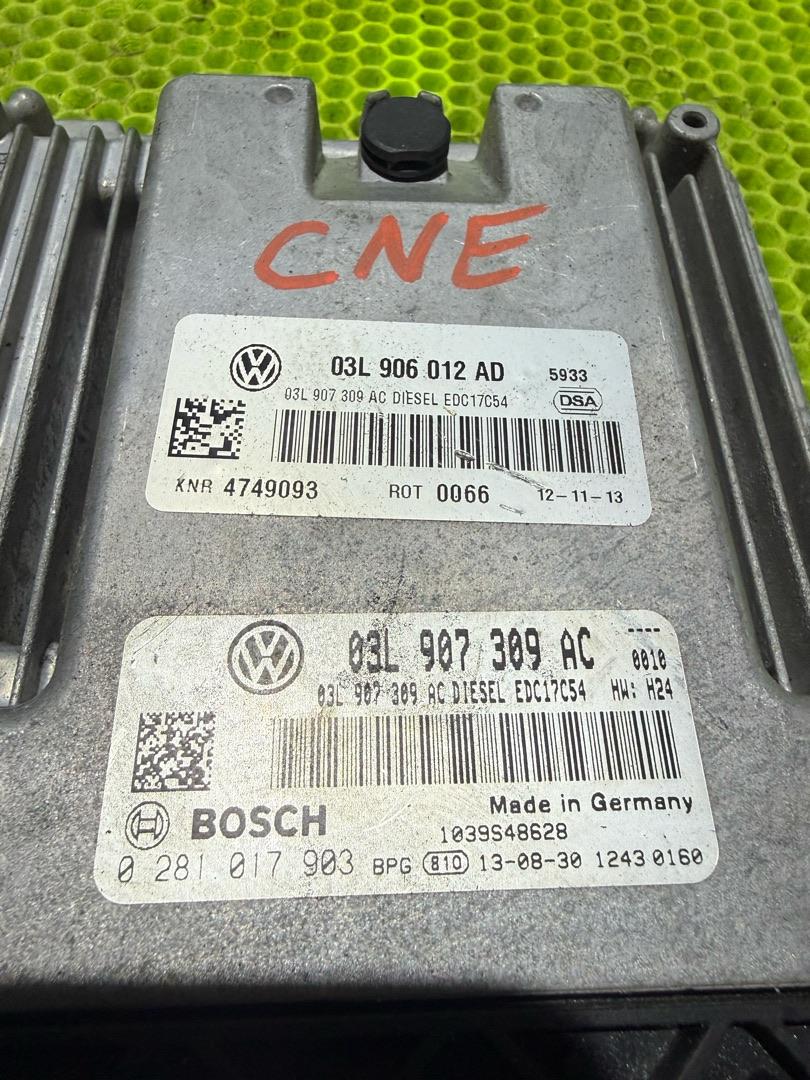 CNE
03L 906 012 AD 5933
03L 907 309 AC DIESEL EDC17C54 DSA
KNR 4749093 ROT 0066 12-11-13
03L 907 309 AC ----
0010
03L 907 309 AC DIESEL EDC17C54 HW: H24
Made in Germany
BOSCH 1039S48628
0 281 017 903 BPG 810 13-08-30 1243 0160